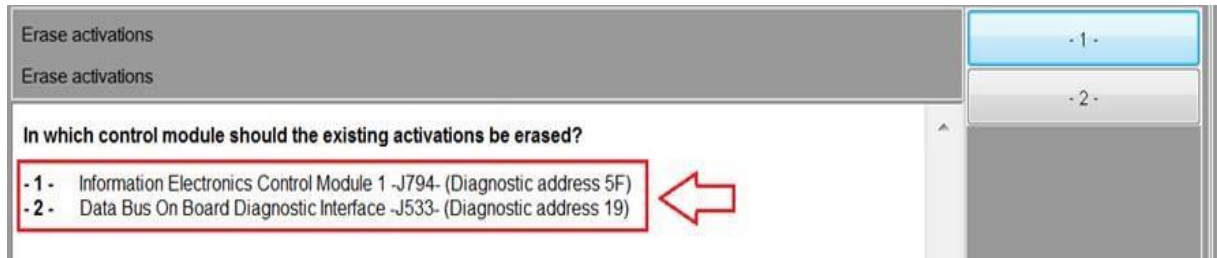 Erase activations
Erase activations
- 1 -
- 2 -
In which control module should the existing activations be erased?
- 1 - Information Electronics Control Module 1 -J794- (Diagnostic address 5F)
- 2 - Data Bus On Board Diagnostic Interface -J533- (Diagnostic address 19)